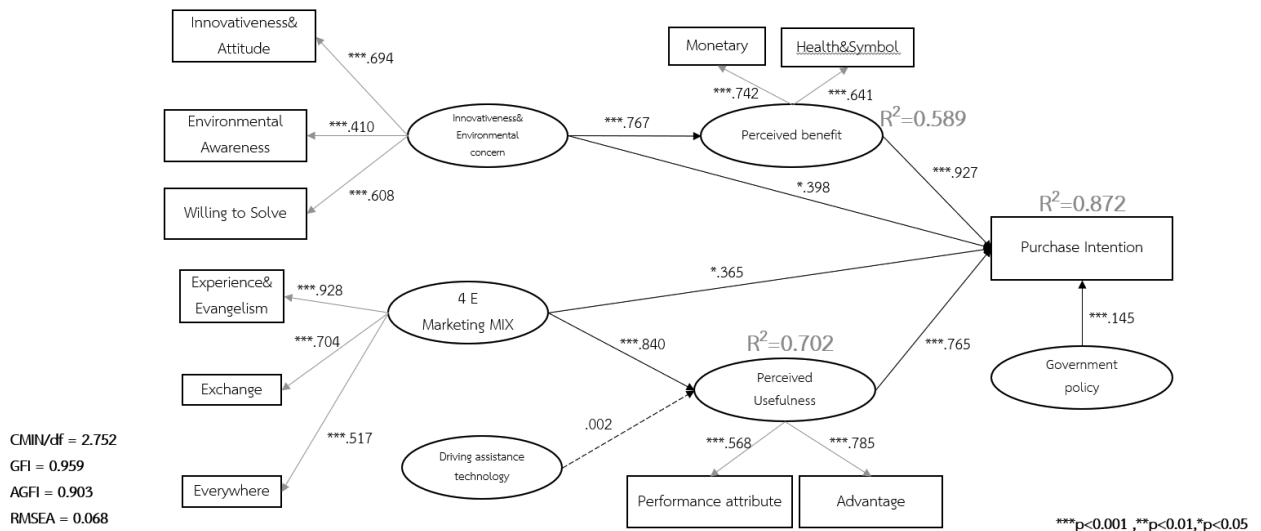 Innovativeness&
Attitude
***.694
Environmental
Awareness
***.410
Willing to Solve
***.608
Innovativeness&
Environmental
concern
***.767
Monetary
Health&Symbol
***.742
***.641
Perceived benefit
R²=0.589
***.927
*.398
R²=0.872
Purchase Intention
Experience&
Evangelism
***.928
4 E
Marketing MIX
*.365
***.704
Exchange
***.840
R²=0.702
Perceived
Usefulness
***.765
***.145
Government
policy
***.517
Everywhere
.002
Driving assistance
technology
***.568
***.785
Performance attribute
Advantage
CMIN/df = 2.752
GFI = 0.959
AGFI = 0.903
RMSEA = 0.068
***p<0.001 ,**p<0.01,*p<0.05